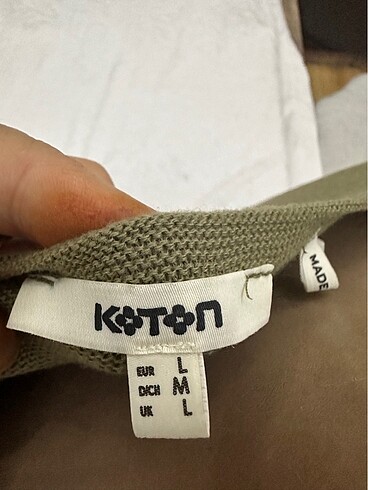 KOTON
EUR L
D/CH M
UK L
MADE